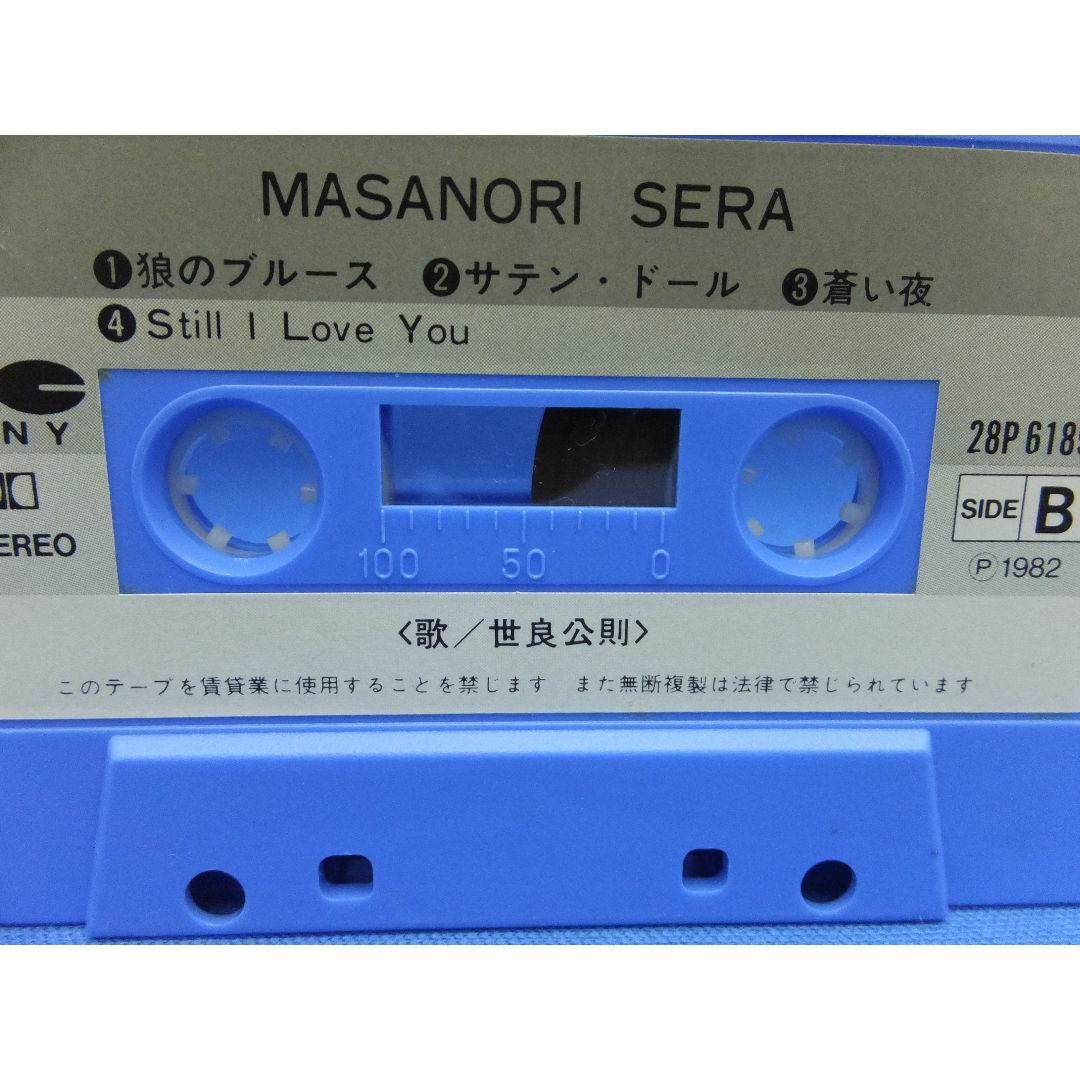 MASANORI SERA
❶狼のブルース ❷サテン・ドール ❸蒼い夜
❹Still I Love You
NY
28P 618
SIDE B
EREO
Ⓟ1982
100 50 0
〈歌／世良公則〉
このテープを賃貸業に使用することを禁じます また無断複製は法律で禁じられています